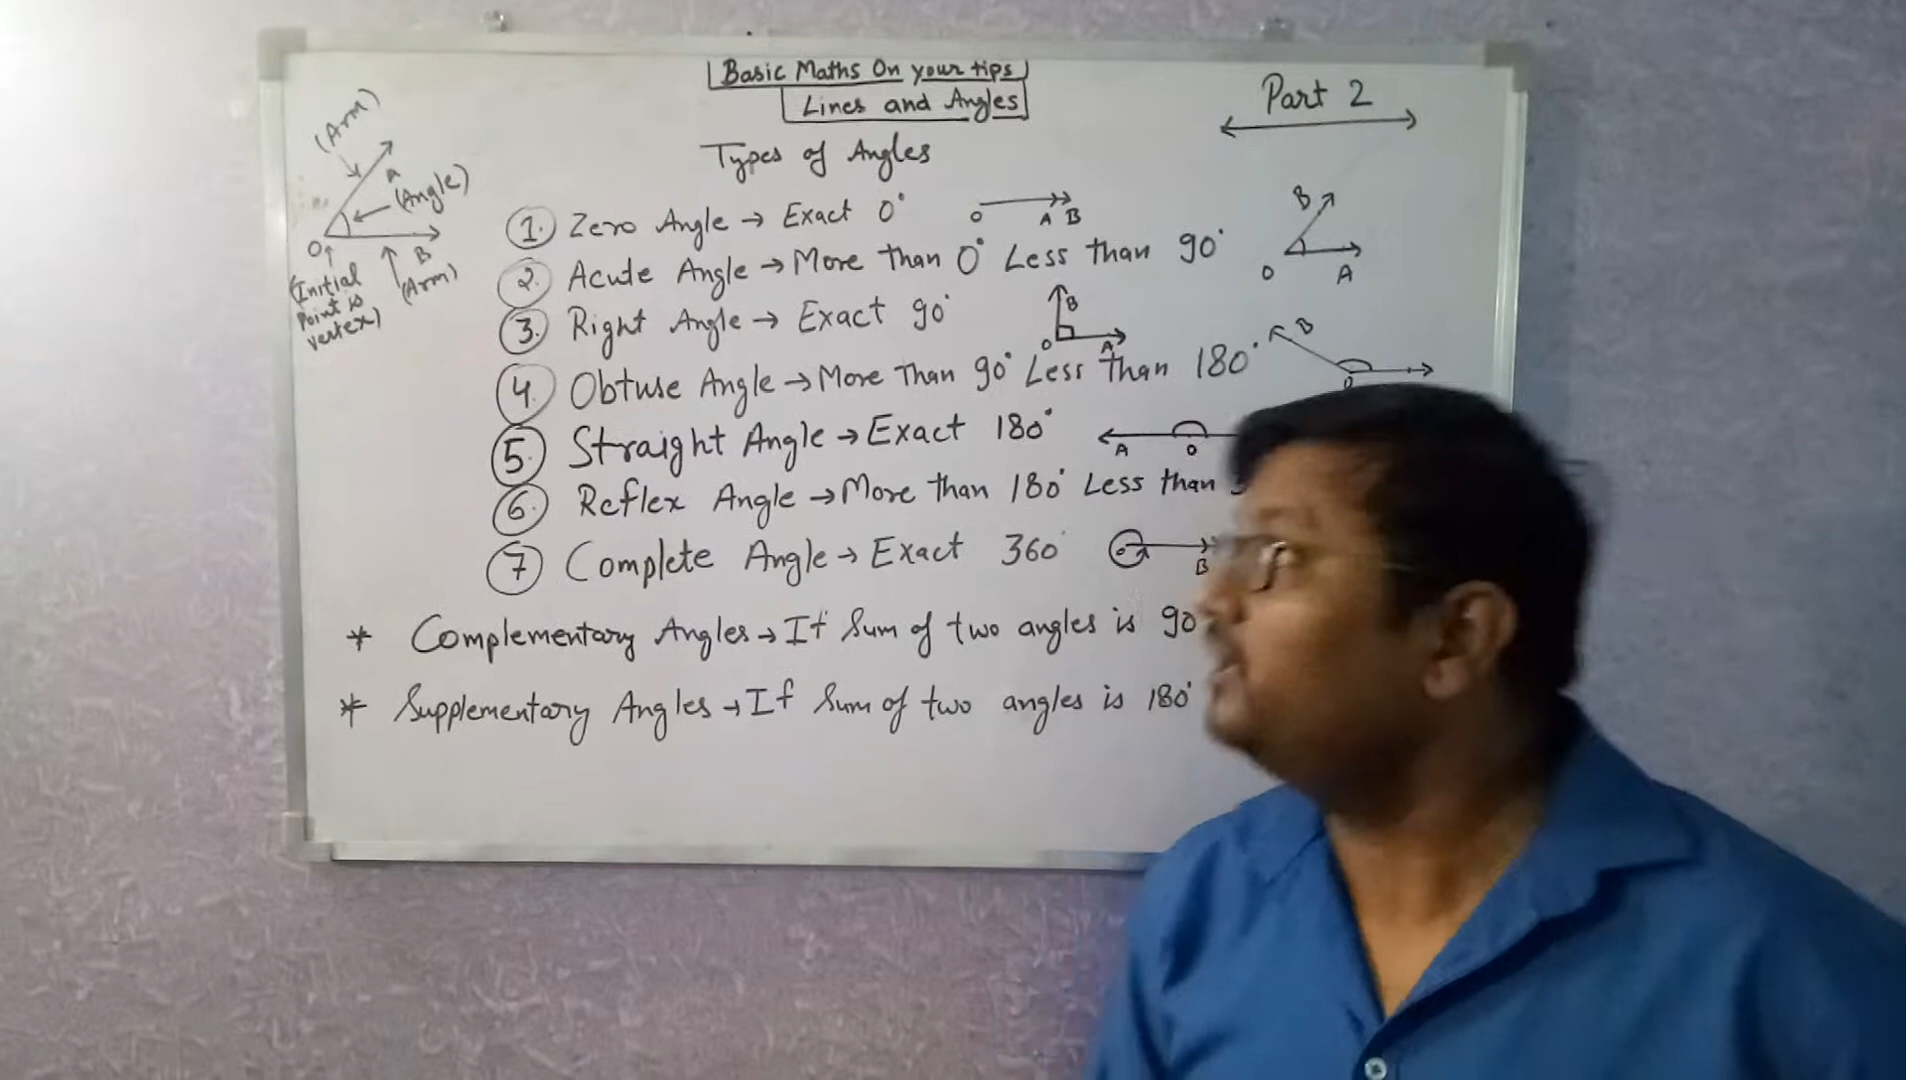 Basic Maths On your tips
Lines and Angles
Part 2
Types of Angles
(Arm)
A
(Angle)
O
B
(Arm)
(Initial
Point is
vertex)
1. Zero Angle → Exact 0°
O A B
2. Acute Angle → More than 0° Less than 90°
B
O A
3. Right Angle → Exact 90°
B
O A
4. Obtuse Angle → More Than 90° Less Than 180°
B
O
5. Straight Angle → Exact 180°
A O
6. Reflex Angle → More than 180° Less than
7 Complete Angle → Exact 360°
O B
* Complementary Angles → If Sum of two angles is 90
* Supplementary Angles → If Sum of two angles is 180°